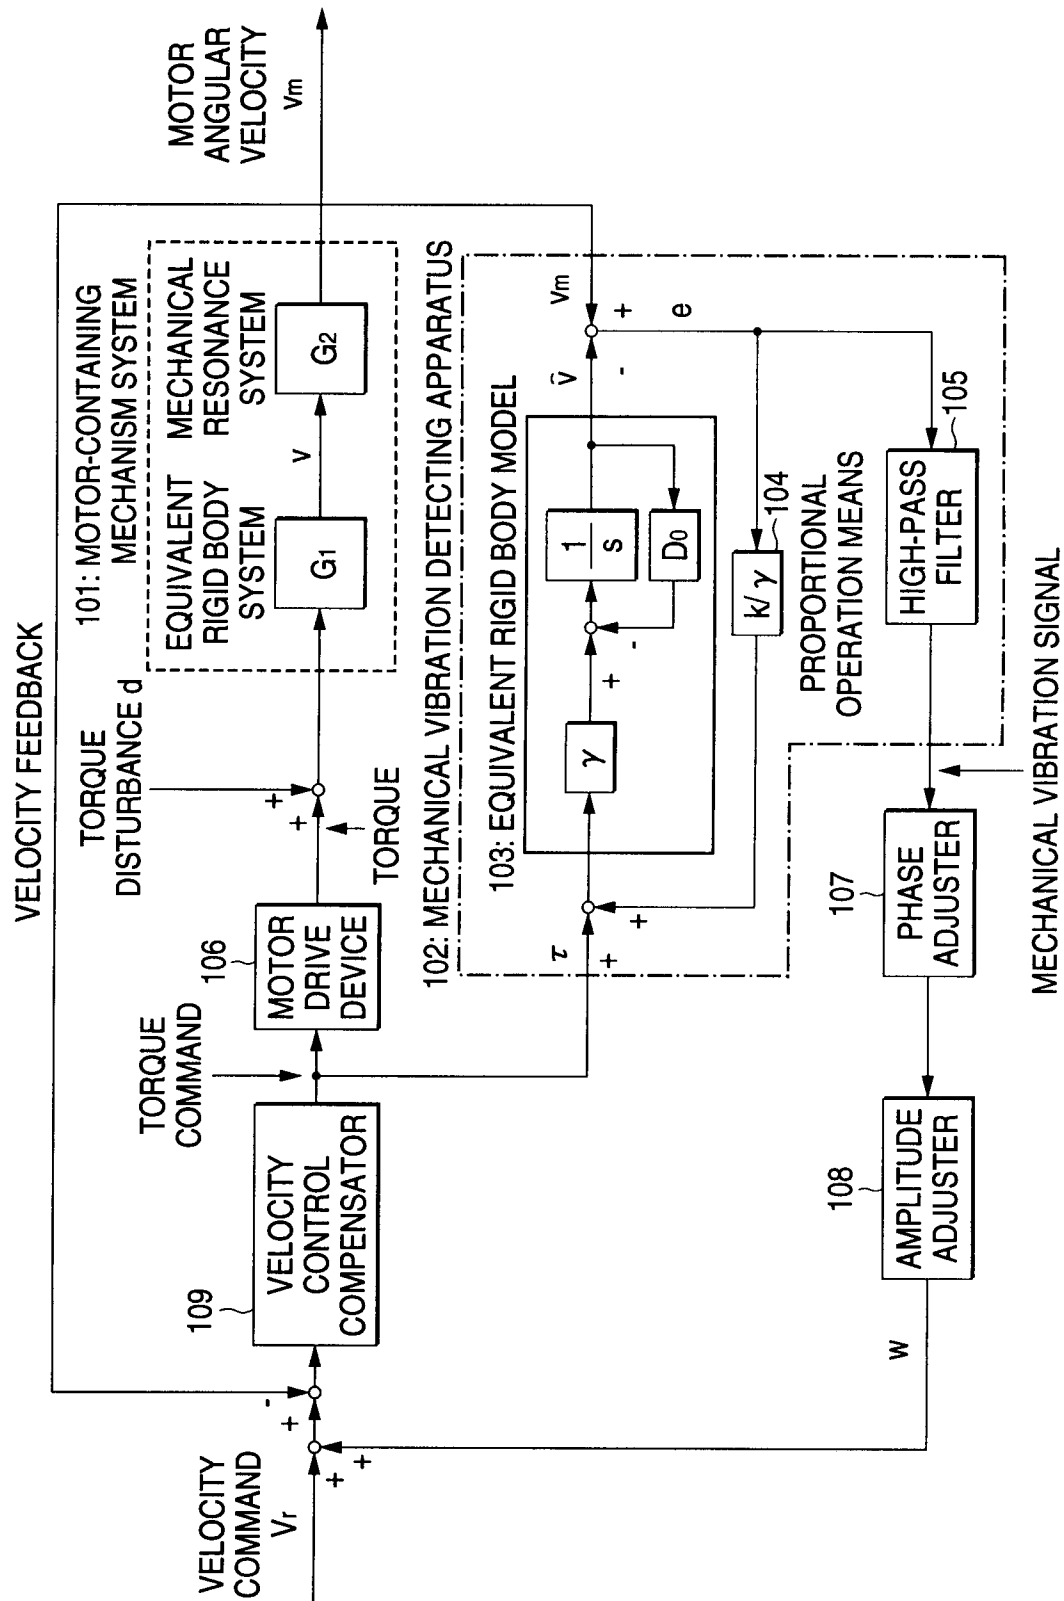 VELOCITY FEEDBACK
VELOCITY
COMMAND
Vr
+
+
+
-
109
VELOCITY
CONTROL
COMPENSATOR
TORQUE
COMMAND
106
MOTOR
DRIVE
DEVICE
TORQUE
DISTURBANCE d
+
+
TORQUE
101: MOTOR-CONTAINING
MECHANISM SYSTEM
EQUIVALENT
RIGID BODY
SYSTEM
G1
v
MECHANICAL
RESONANCE
SYSTEM
G2
MOTOR
ANGULAR
VELOCITY
vm
102: MECHANICAL VIBRATION DETECTING APPARATUS
τ
+
+
103: EQUIVALENT RIGID BODY MODEL
γ
+
-
1
s
D0
v̂
-
vm
+
e
k/γ
104
PROPORTIONAL
OPERATION MEANS
HIGH-PASS
FILTER
105
MECHANICAL VIBRATION SIGNAL
107
PHASE
ADJUSTER
108
AMPLITUDE
ADJUSTER
w